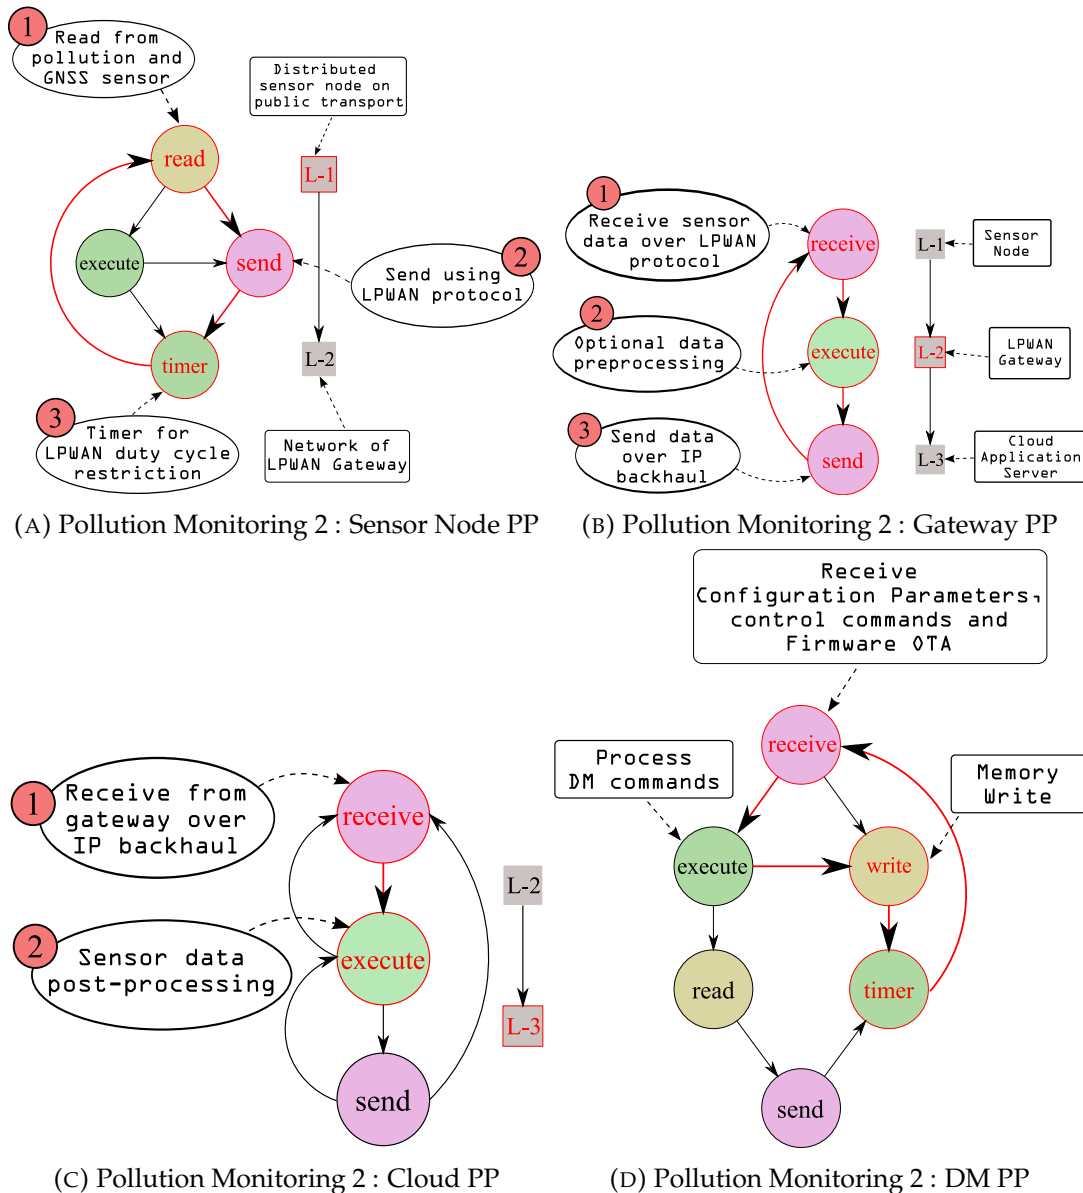 1
Read from
pollution and
GNSS sensor
Distributed
sensor node on
public transport
read
L-1
execute
send
2
Send using
LPWAN protocol
timer
L-2
3
Timer for
LPWAN duty cycle
restriction
Network of
LPWAN Gateway
(A) Pollution Monitoring 2 : Sensor Node PP
1
Receive sensor
data over LPWAN
protocol
receive
L-1
Sensor
Node
2
Optional data
preprocessing
execute
L-2
LPWAN
Gateway
3
Send data
over IP
backhaul
send
L-3
Cloud
Application
Server
(B) Pollution Monitoring 2 : Gateway PP
1
Receive from
gateway over
IP backhaul
receive
L-2
2
Sensor data
post-processing
execute
L-3
send
(C) Pollution Monitoring 2 : Cloud PP
Receive
Configuration Parameters,
control commands and
Firmware OTA
receive
Process
DM commands
Memory
Write
execute
write
read
timer
send
(D) Pollution Monitoring 2 : DM PP